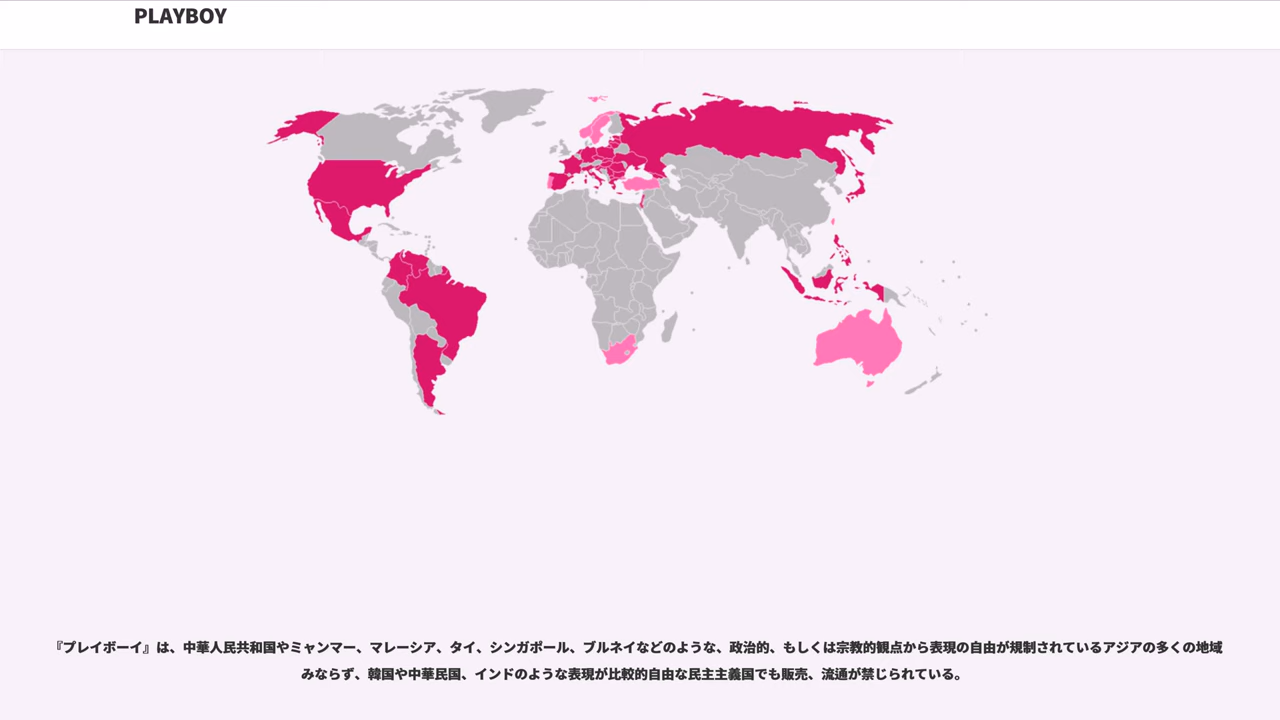 PLAYBOY
『プレイボーイ』は、中華人民共和国やミャンマー、マレーシア、タイ、シンガポール、ブルネイなどのような、政治的、もしくは宗教的観点から表現の自由が規制されているアジアの多くの地域
みならず、韓国や中華民国、インドのような表現が比較的自由な民主主義国でも販売、流通が禁じられている。